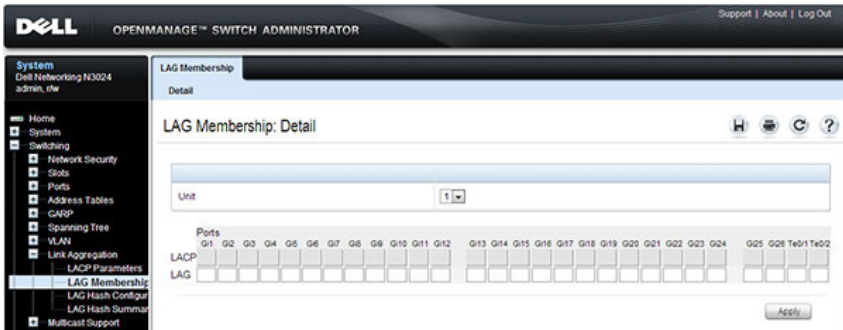 Support | About | Log Out
DELL OPENMANAGE™ SWITCH ADMINISTRATOR
System
Dell Networking N3024
admin, r/w
Home
System
Switching
Network Security
Slots
Ports
Address Tables
GARP
Spanning Tree
VLAN
Link Aggregation
LACP Parameters
LAG Membership
LAG Hash Configur
LAG Hash Summar
Multicast Support
LAG Membership
Detail
LAG Membership: Detail
?
Unit 1
Ports
Gi1 Gi2 Gi3 Gi4 Gi5 Gi6 Gi7 Gi8 Gi9 Gi10 Gi11 Gi12 Gi13 Gi14 Gi15 Gi16 Gi17 Gi18 Gi19 Gi20 Gi21 Gi22 Gi23 Gi24 Gi25 Gi26 Te0/1 Te0/2
LACP
LAG
Apply